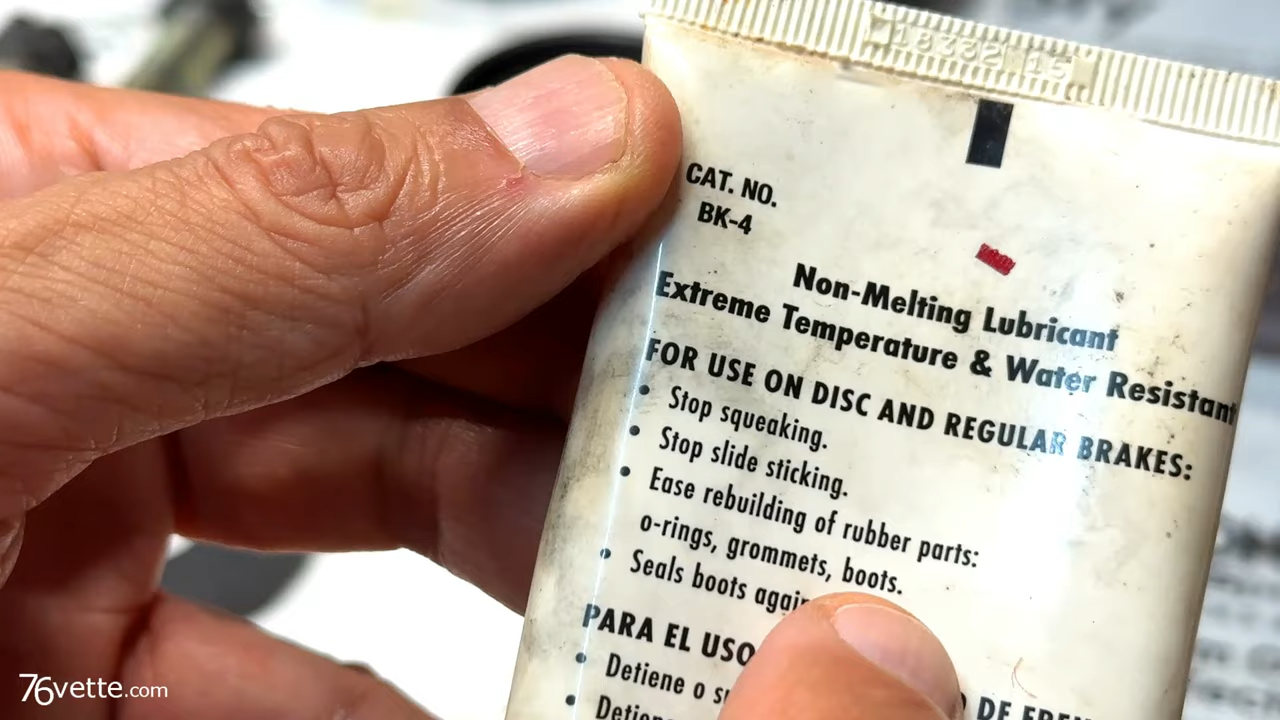 18332 15
CAT. NO.
BK-4
Non-Melting Lubricant
Extreme Temperature & Water Resistant
FOR USE ON DISC AND REGULAR BRAKES:
• Stop squeaking.
• Stop slide sticking.
• Ease rebuilding of rubber parts:
o-rings, grommets, boots.
• Seals boots
PARA EL USO DE
• Detiene o
76vette.com